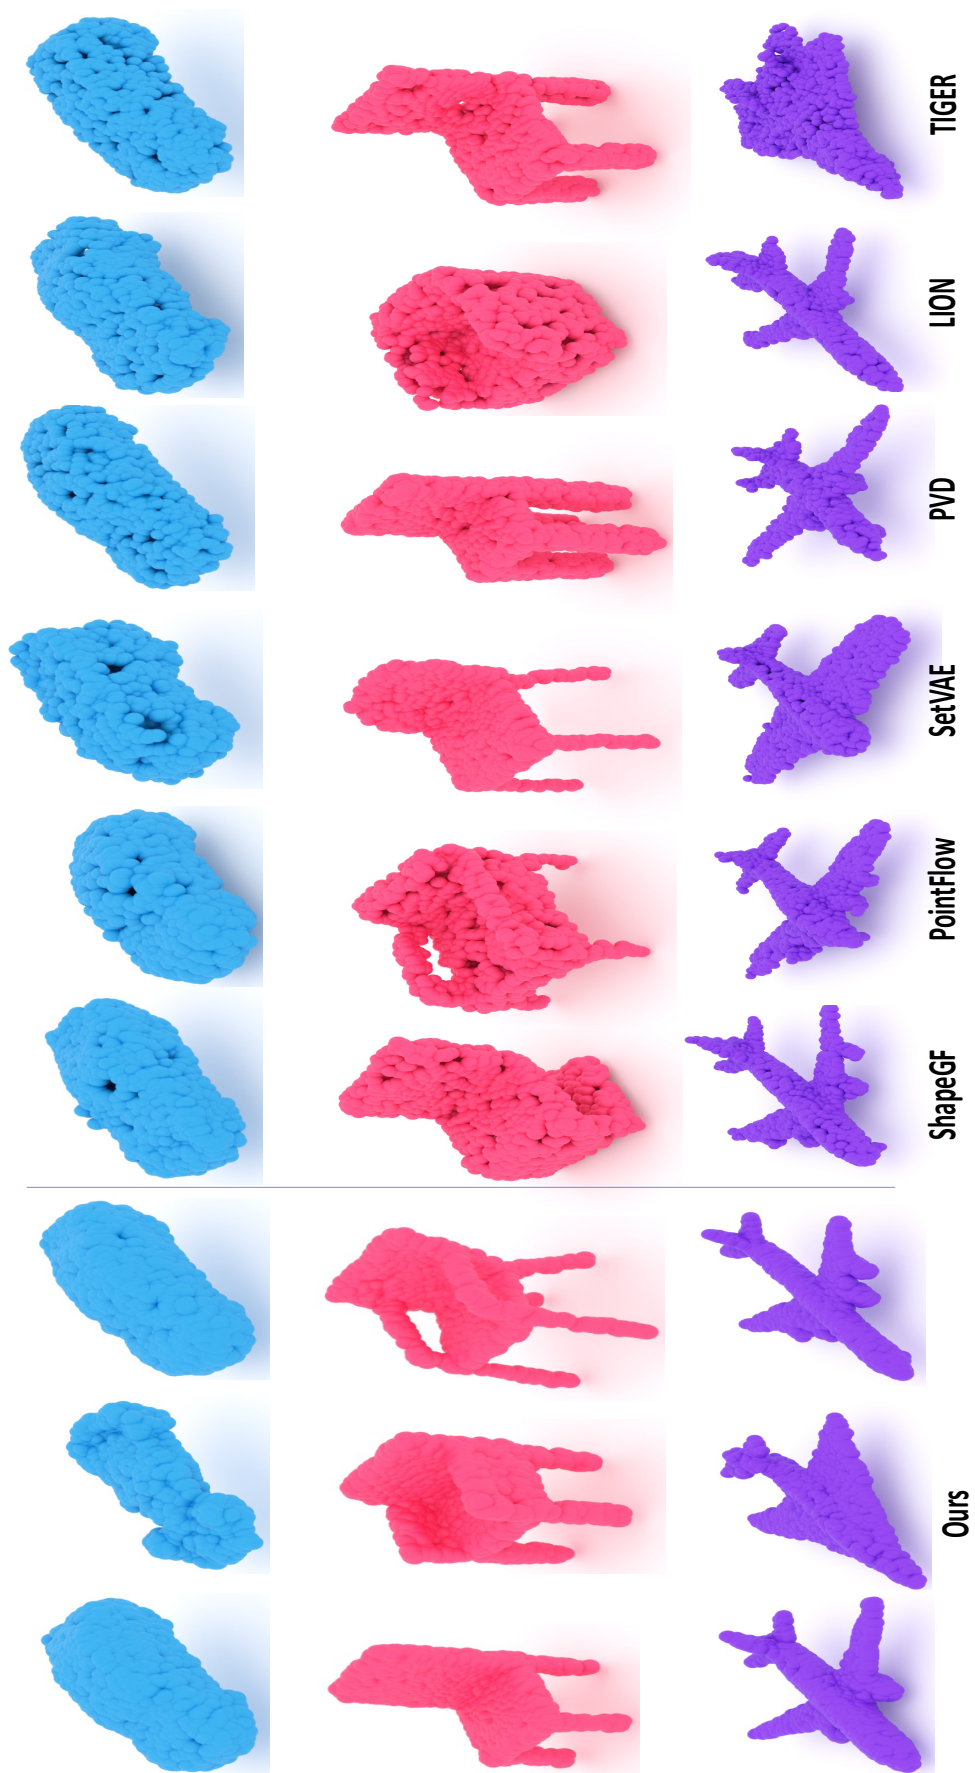 TIGER
LION
PVD
SetVAE
PointFlow
ShapeGF
Ours